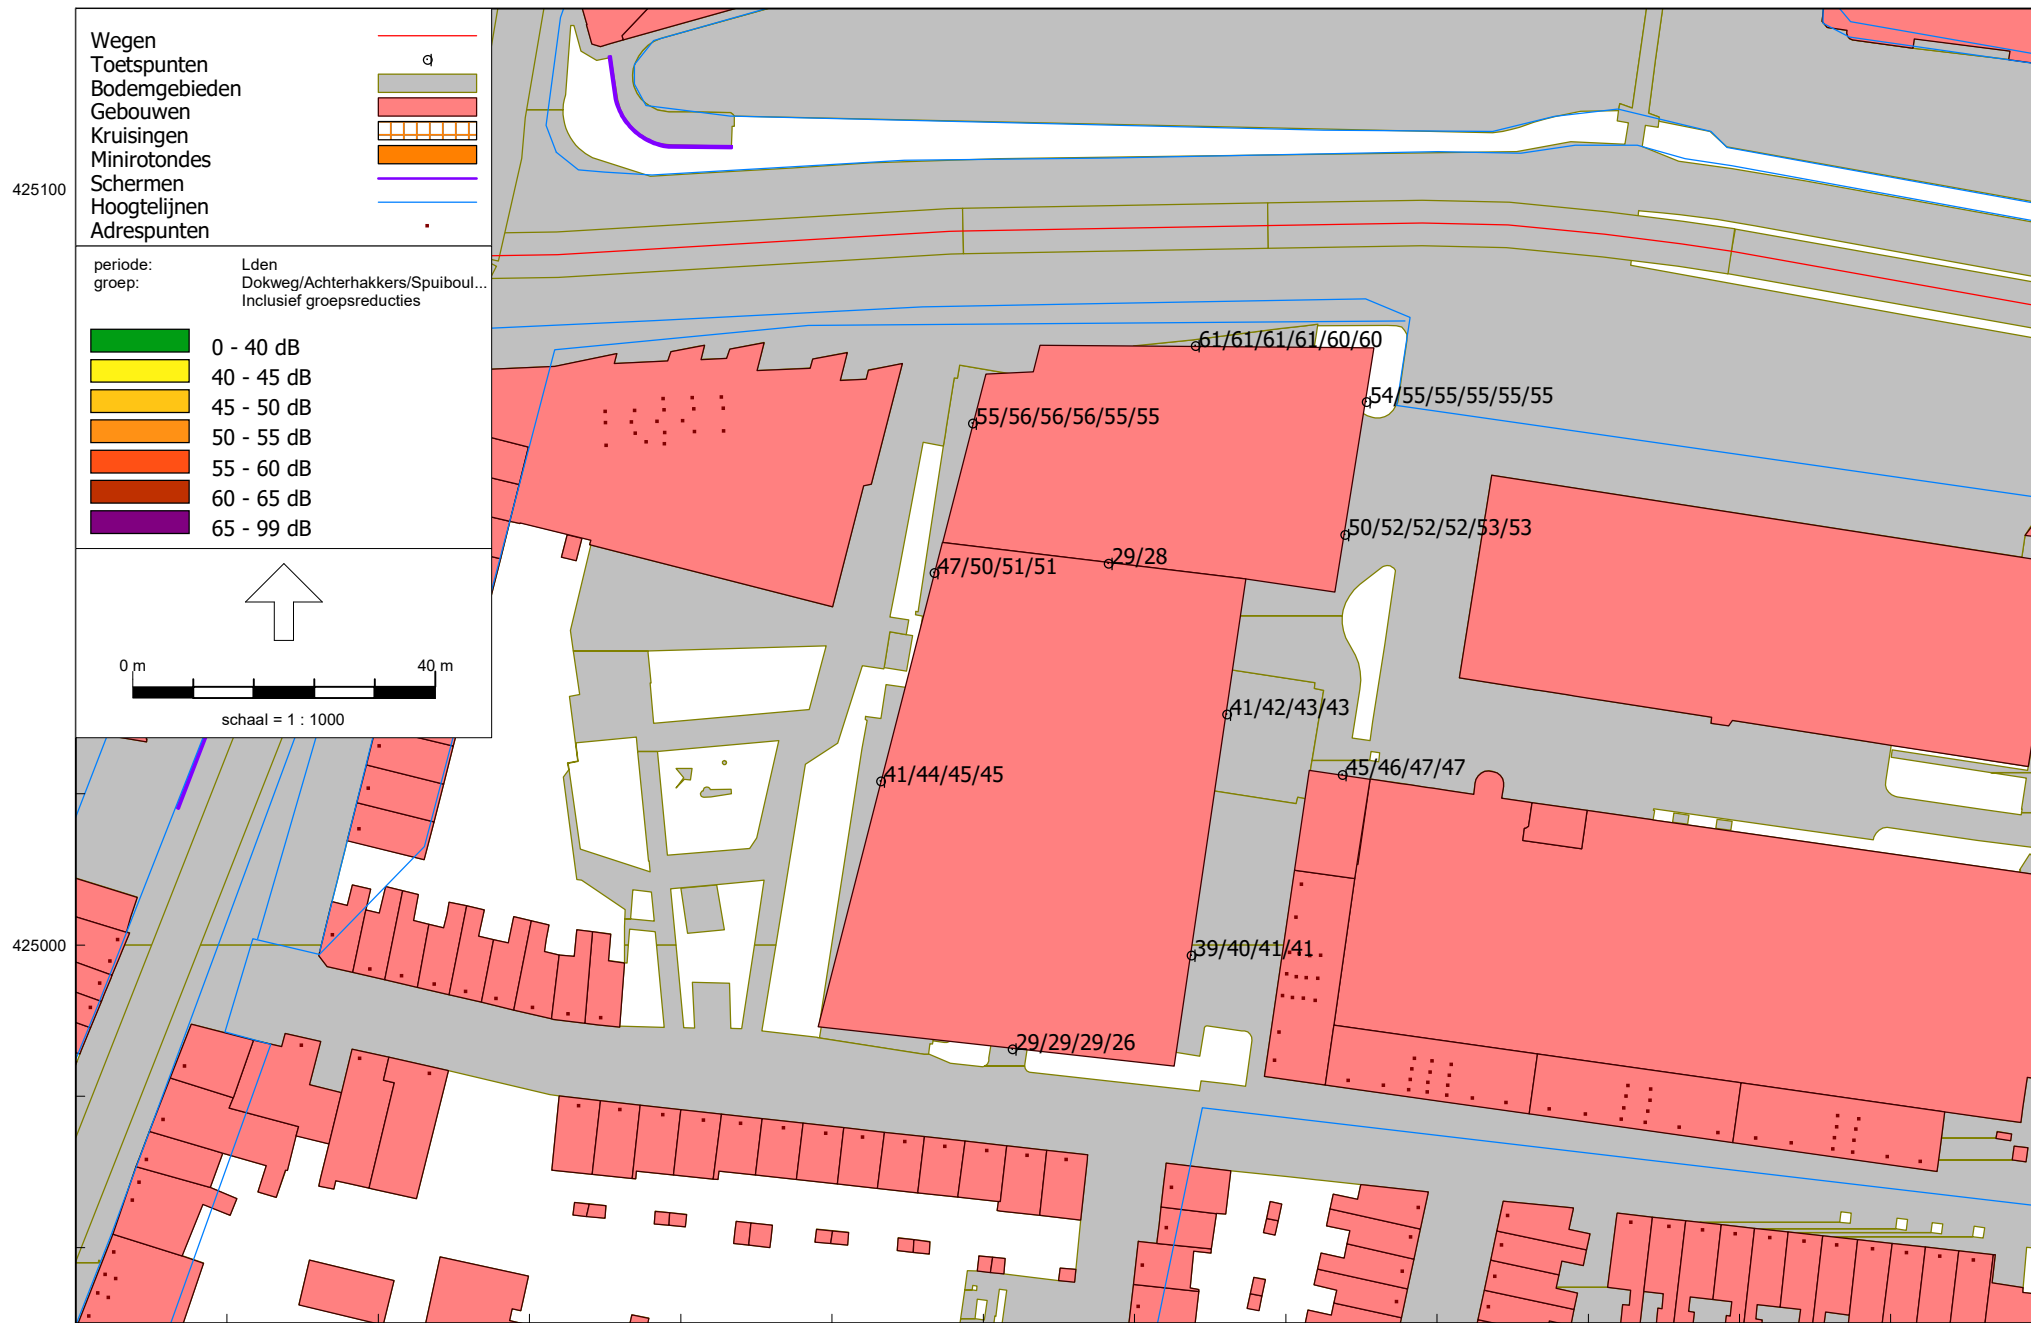 Wegen
Toetspunten
Bodemgebieden
Gebouwen
Kruisingen
Minirotondes
Schermen
Hoogtelijnen
Adrespunten
periode: Lden
groep: Dokweg/Achterhakkers/Spuiboul...
Inclusief groepsreducties
0 - 40 dB
40 - 45 dB
45 - 50 dB
50 - 55 dB
55 - 60 dB
60 - 65 dB
65 - 99 dB
0 m 40 m
schaal = 1 : 1000
425100
425000
61/61/61/61/60/60
54/55/55/55/55/55
55/56/56/56/55/55
50/52/52/52/53/53
29/28
47/50/51/51
41/42/43/43
45/46/47/47
41/44/45/45
39/40/41/41
29/29/29/26